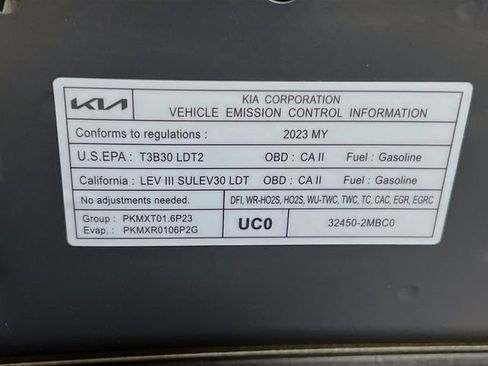 KIA
KIA CORPORATION
VEHICLE EMISSION CONTROL INFORMATION
Conforms to regulations : 2023 MY
U.S.EPA : T3B30 LDT2 OBD : CA II Fuel : Gasoline
California : LEV III SULEV30 LDT OBD : CA II Fuel : Gasoline
No adjustments needed. DFI, WR-HO2S, HO2S, WU-TWC, TWC, TC, CAC, EGR, EGRC
Group : PKMXT01.6P23
Evap. : PKMXR0106P2G
UC0
32450-2MBC0